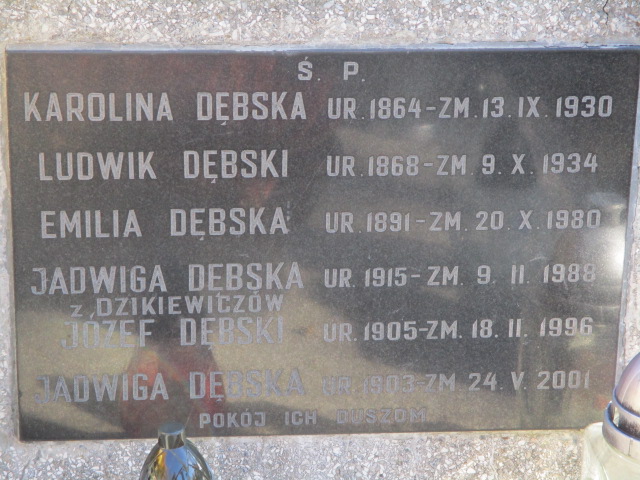 Ś. P.
KAROLINA DĘBSKA UR. 1864-ZM. 13. IX. 1930
LUDWIK DĘBSKI UR. 1868-ZM. 9. X. 1934
EMILIA DĘBSKA UR. 1891-ZM. 20. X. 1980
JADWIGA DĘBSKA UR. 1915-ZM. 9. II. 1988
z DZIKIEWICZÓW
JÓZEF DĘBSKI UR. 1905-ZM. 18. II. 1996
JADWIGA DĘBSKA UR. 1903-ZM. 24. V. 2001
POKÓJ ICH DUSZOM